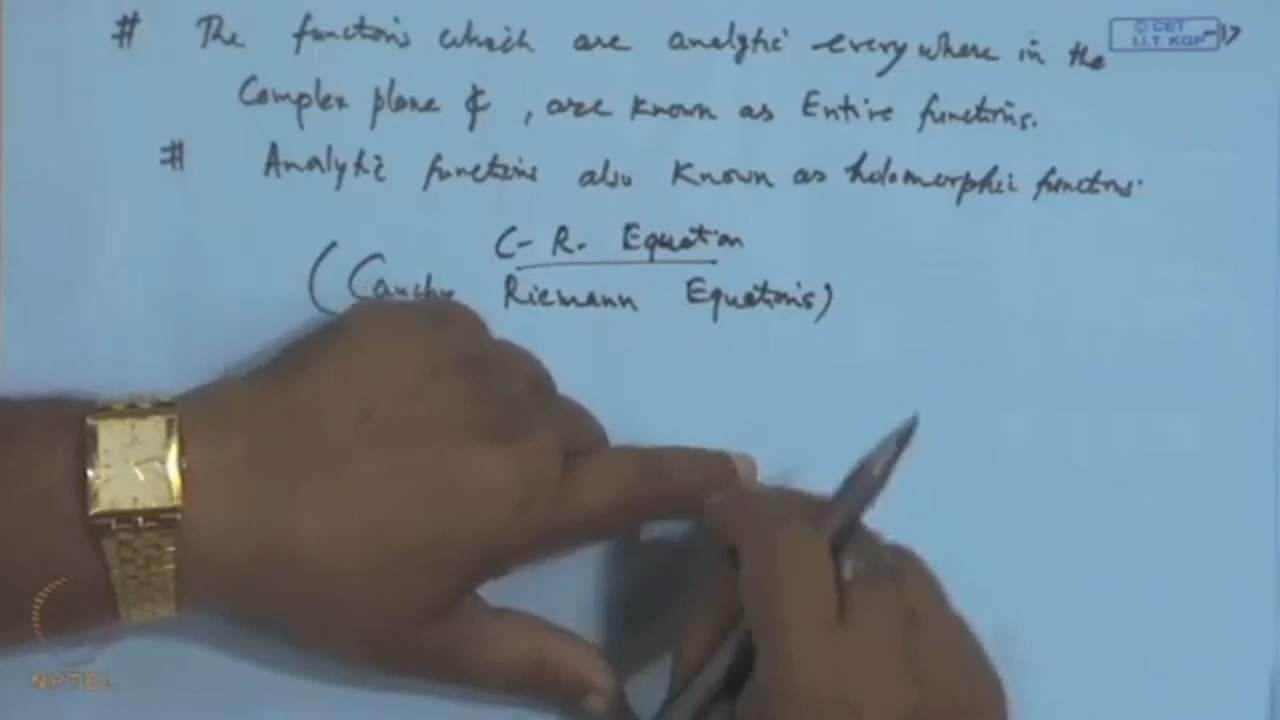 # The functions which are analytic everywhere in the
Complex plane ₵, are known as Entire functions.
# Analytic functions also known as holomorphic functions.
C-R. Equation
(Cauchy Riemann Equations)
© CET
I.I.T. KGP
-17
NPTEL